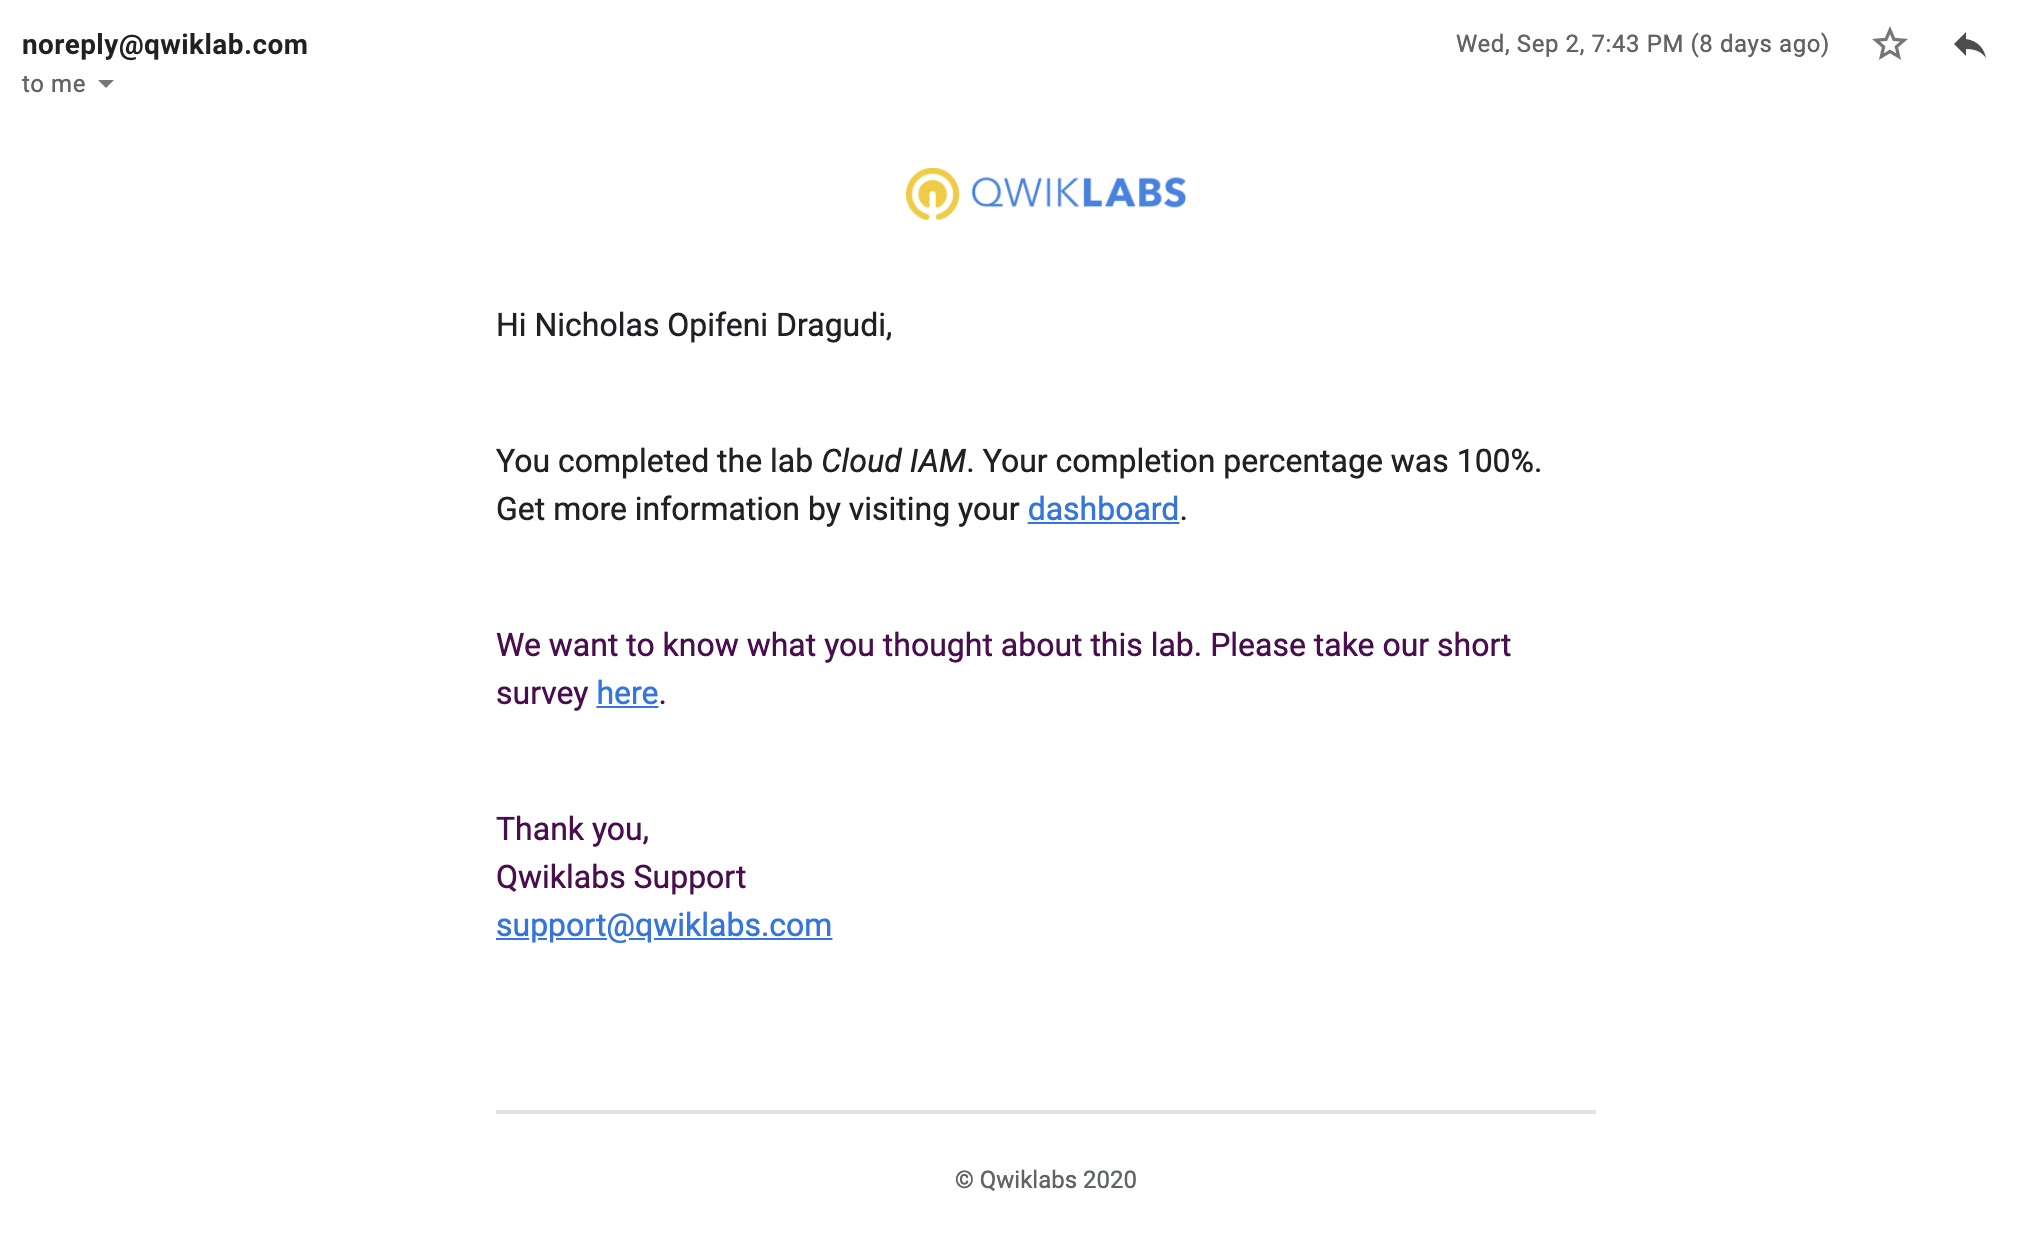 noreply@qwiklab.com
Wed, Sep 2, 7:43 PM (8 days ago)
to me
QWIKLABS
Hi Nicholas Opifeni Dragudi,
You completed the lab Cloud IAM. Your completion percentage was 100%.
Get more information by visiting your dashboard.
We want to know what you thought about this lab. Please take our short
survey here.
Thank you,
Qwiklabs Support
support@qwiklabs.com
© Qwiklabs 2020